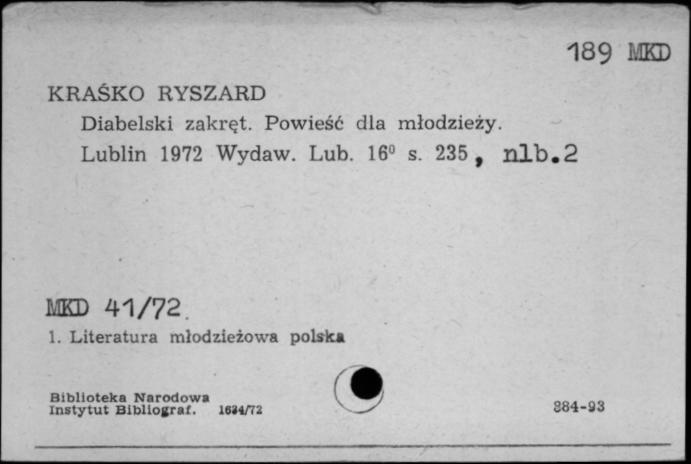 189 MKD
KRAŚKO RYSZARD
Diabelski zakręt. Powieść dla młodzieży.
Lublin 1972 Wydaw. Lub. 16⁰ s. 235, nlb.2
MKD 41/72.
1. Literatura młodzieżowa polska
Biblioteka Narodowa
Instytut Bibliograf. 1634/72
384-93